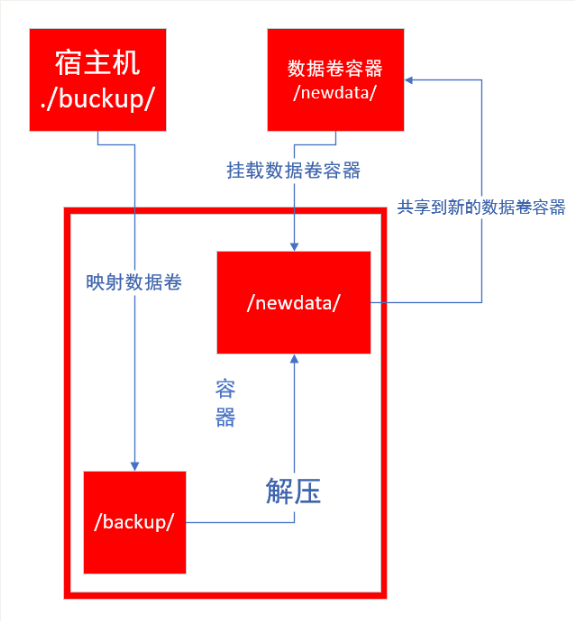 宿主机
./buckup/
数据卷容器
/newdata/
挂载数据卷容器
共享到新的数据卷容器
映射数据卷
/newdata/
容
器
解压
/backup/